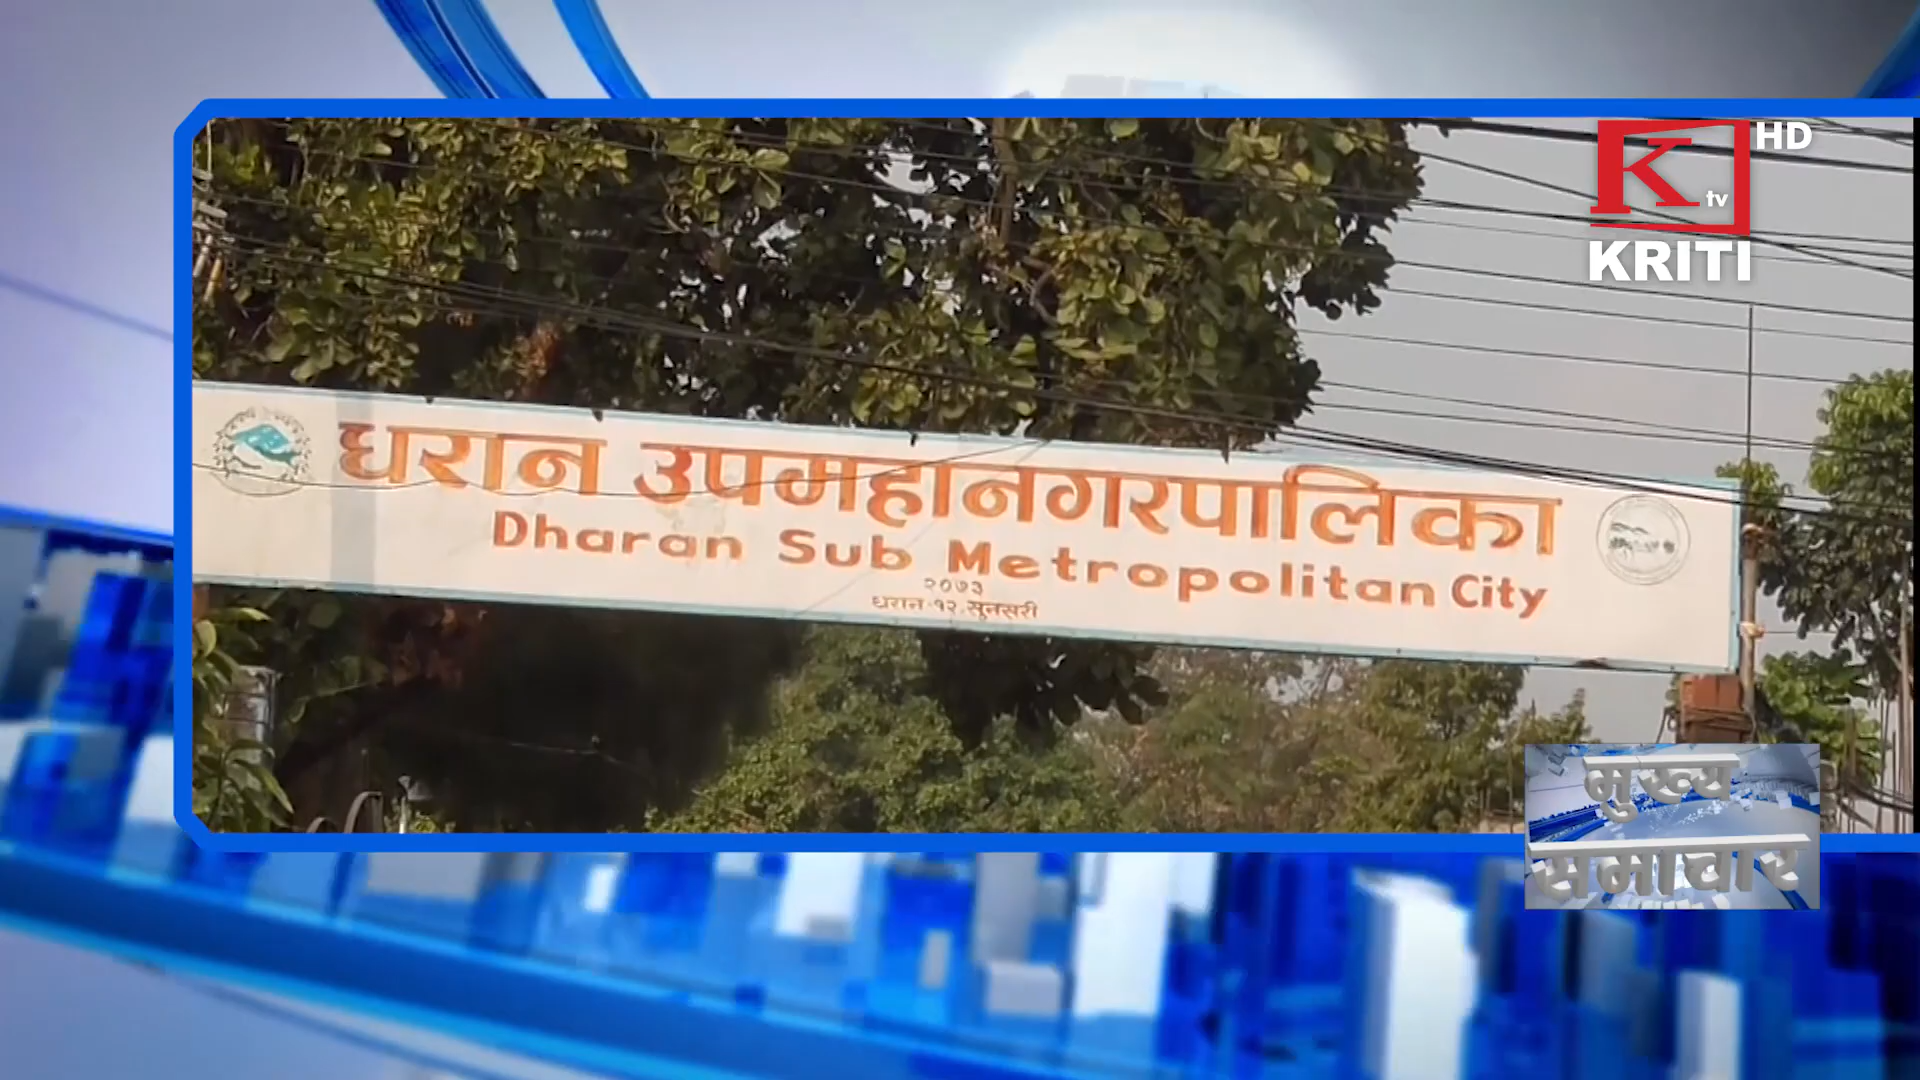 HD
K tv
KRITI
धरान उपमहानगरपालिका
Dharan Sub Metropolitan City
२०७३
धरान-१२, सुनसरी
मुख्य
समाचार